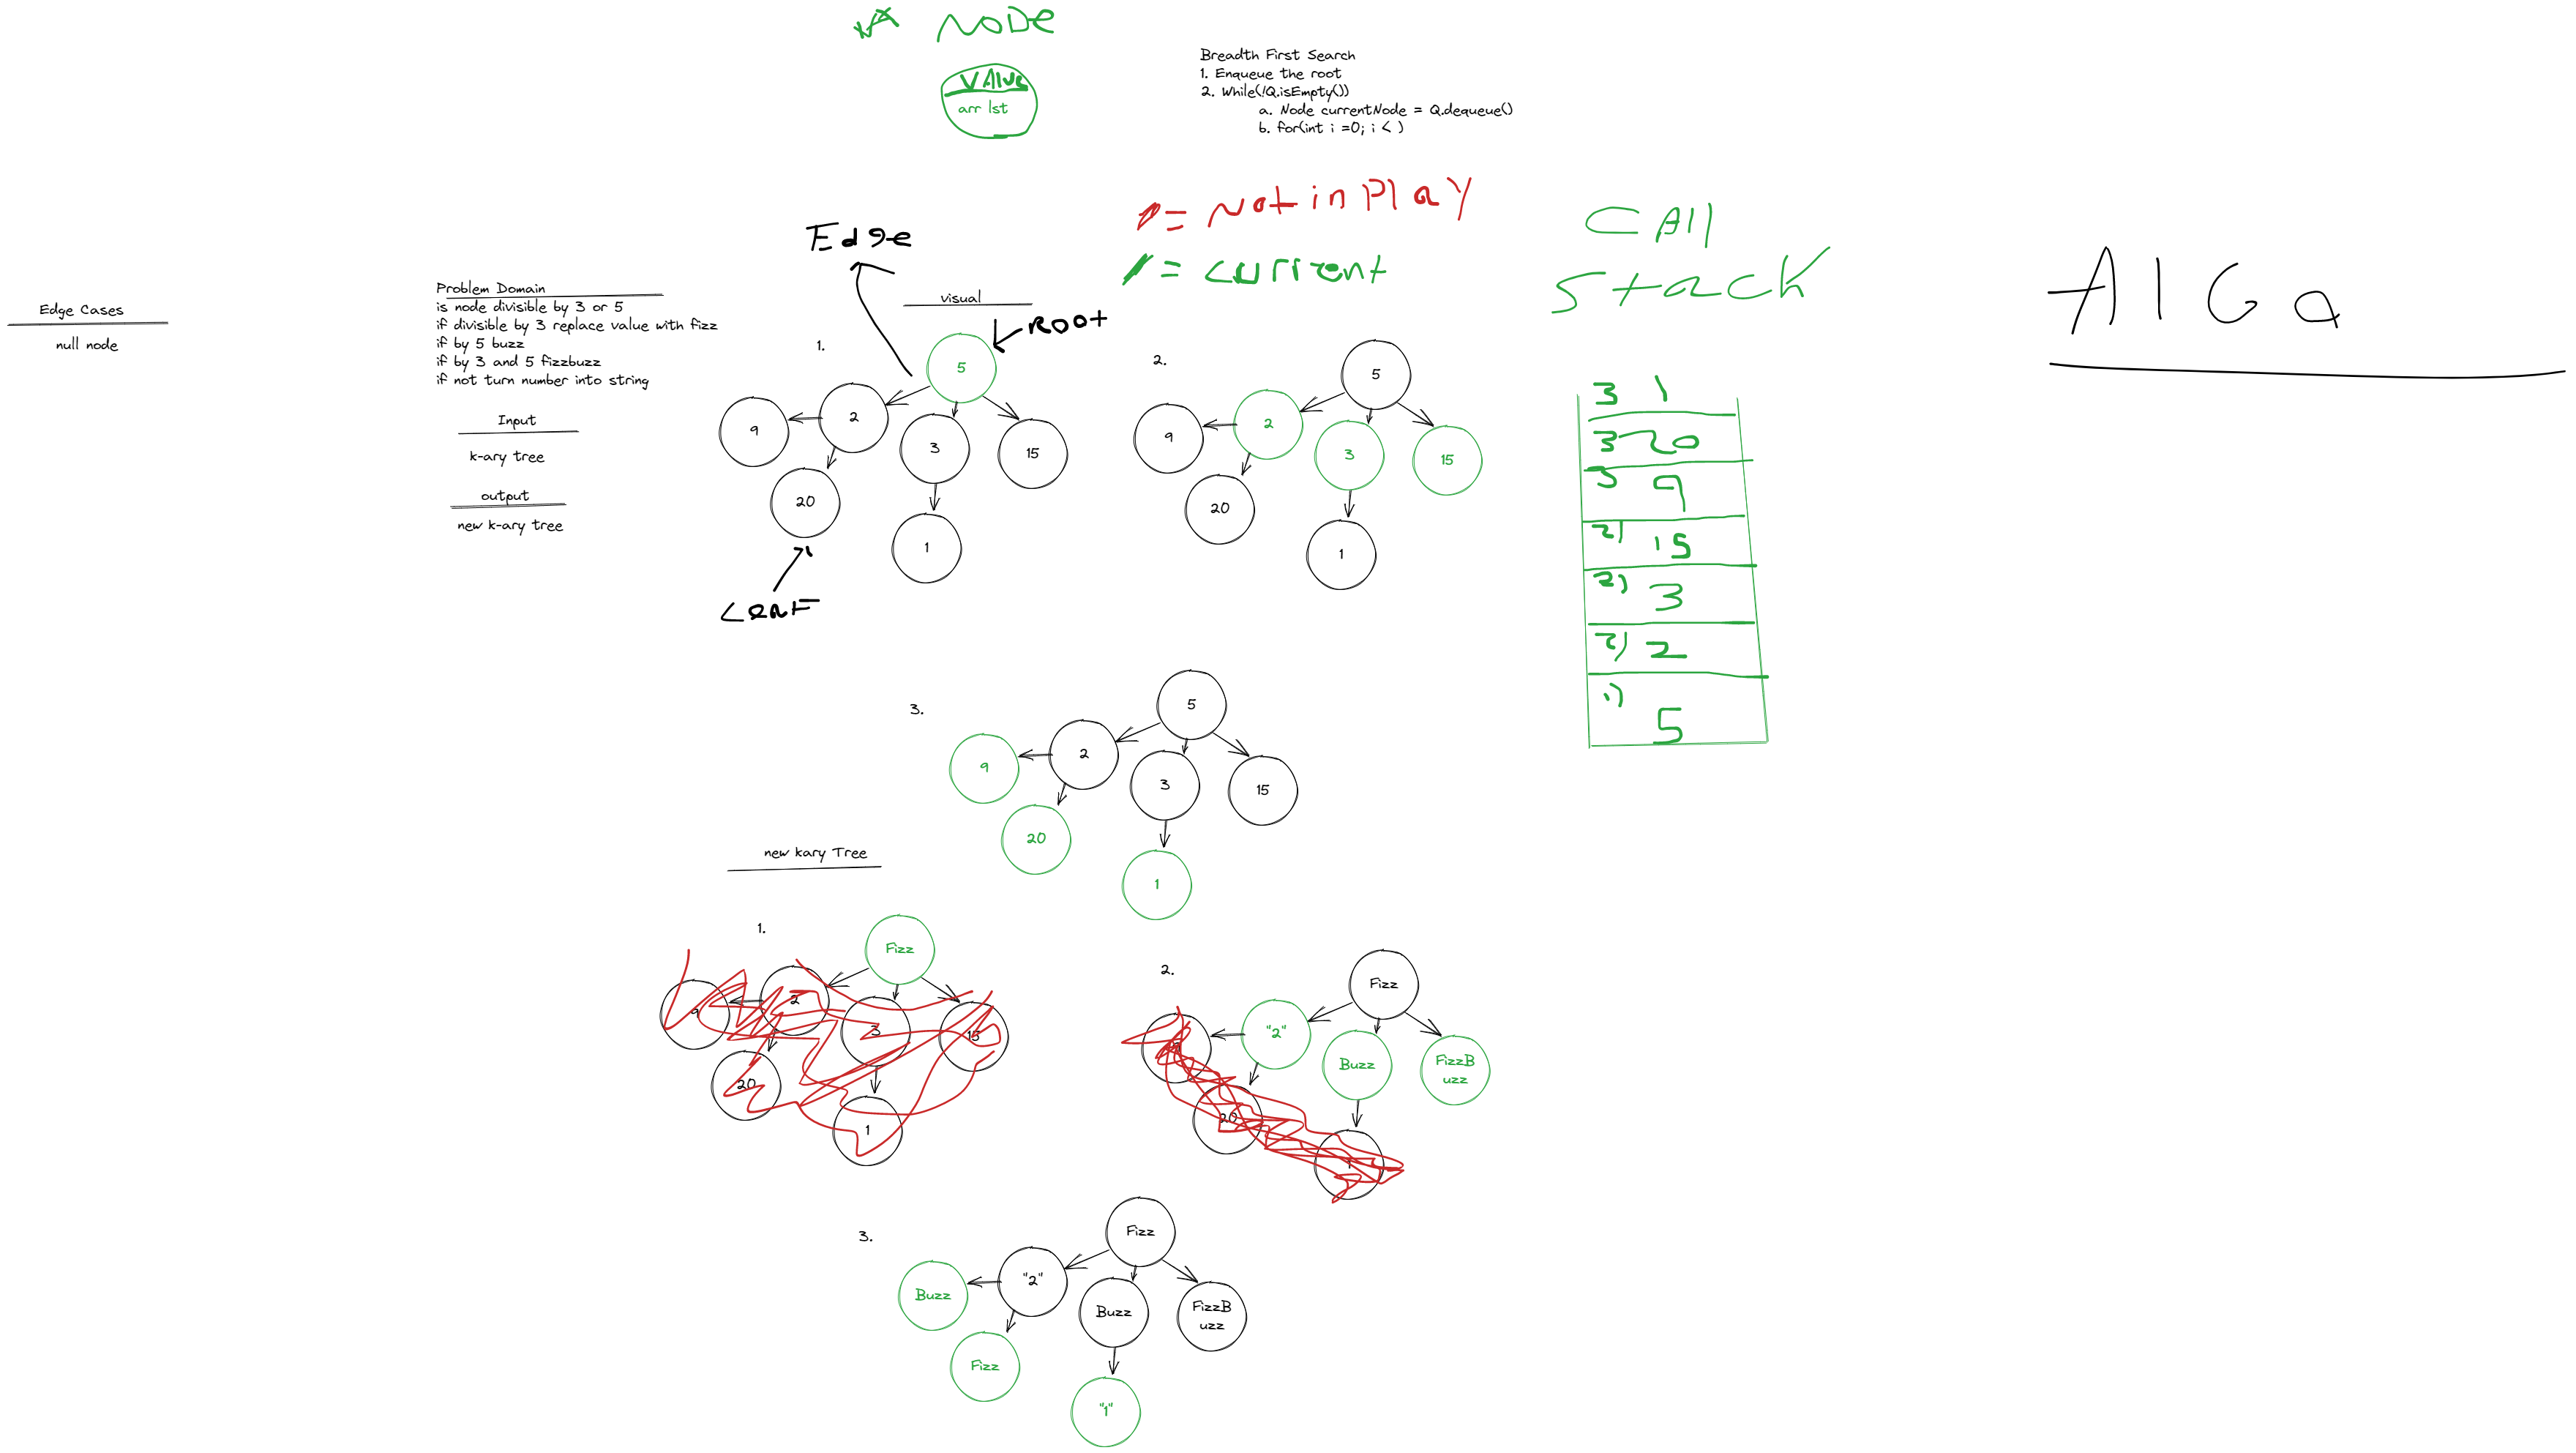 NODE
VAlue
arr lst
Breadth First Search
1. Enqueue the root
2. While(!Q.isEmpty())
a. Node currentNode = Q.dequeue()
b. for(int i =0; i < )
= Not in PlAy
= current
CAll
Stack
AlGo
Edge Cases
null node
Problem Domain
is node divisible by 3 or 5
if divisible by 3 replace value with fizz
if by 5 buzz
if by 3 and 5 fizzbuzz
if not turn number into string
Input
k-ary tree
output
new k-ary tree
Edge
visual
Root
1.
5
9
2
3
15
20
1
Leaf
2.
5
9
2
3
15
20
1
3 1
3 20
3 9
2) 15
2) 3
2) 2
1) 5
3.
5
9
2
3
15
20
1
new kary Tree
1.
Fizz
9
2
3
15
20
1
2.
Fizz
"2"
Buzz
FizzB
uzz
20
1
3.
Fizz
Buzz
"2"
Buzz
FizzB
uzz
Fizz
"1"